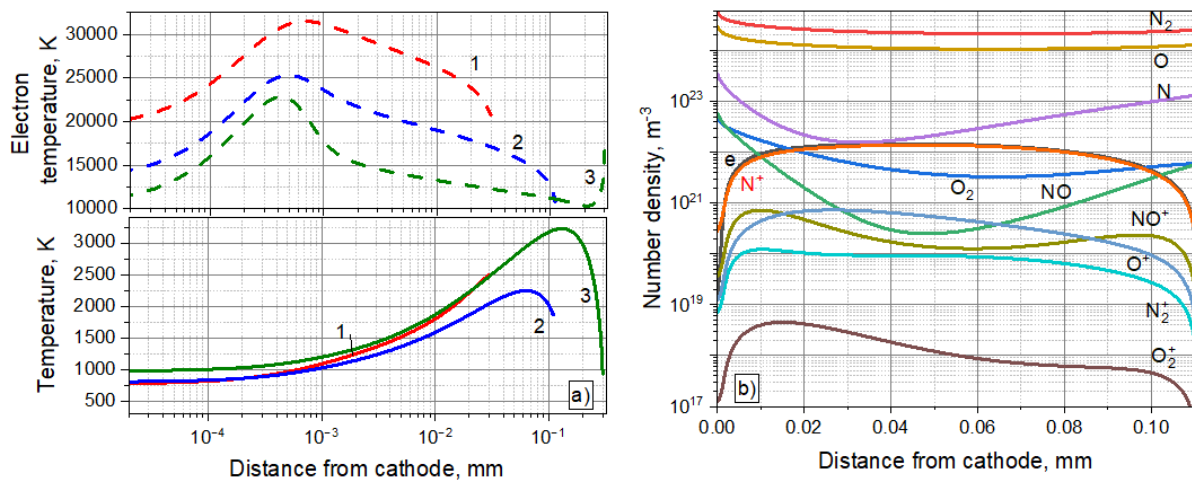 Electron
temperature, K
30000
25000
20000
15000
10000
1
2
3
Temperature, K
3000
2500
2000
1500
1000
500
1
2
3
a)
10⁻⁴
10⁻³
10⁻²
10⁻¹
Distance from cathode, mm
Number density, m⁻³
10²³
10²¹
10¹⁹
10¹⁷
N₂
O
N
e
N⁺
O₂
NO
NO⁺
O⁺
N₂⁺
O₂⁺
b)
0.00
0.02
0.04
0.06
0.08
0.10
Distance from cathode, mm